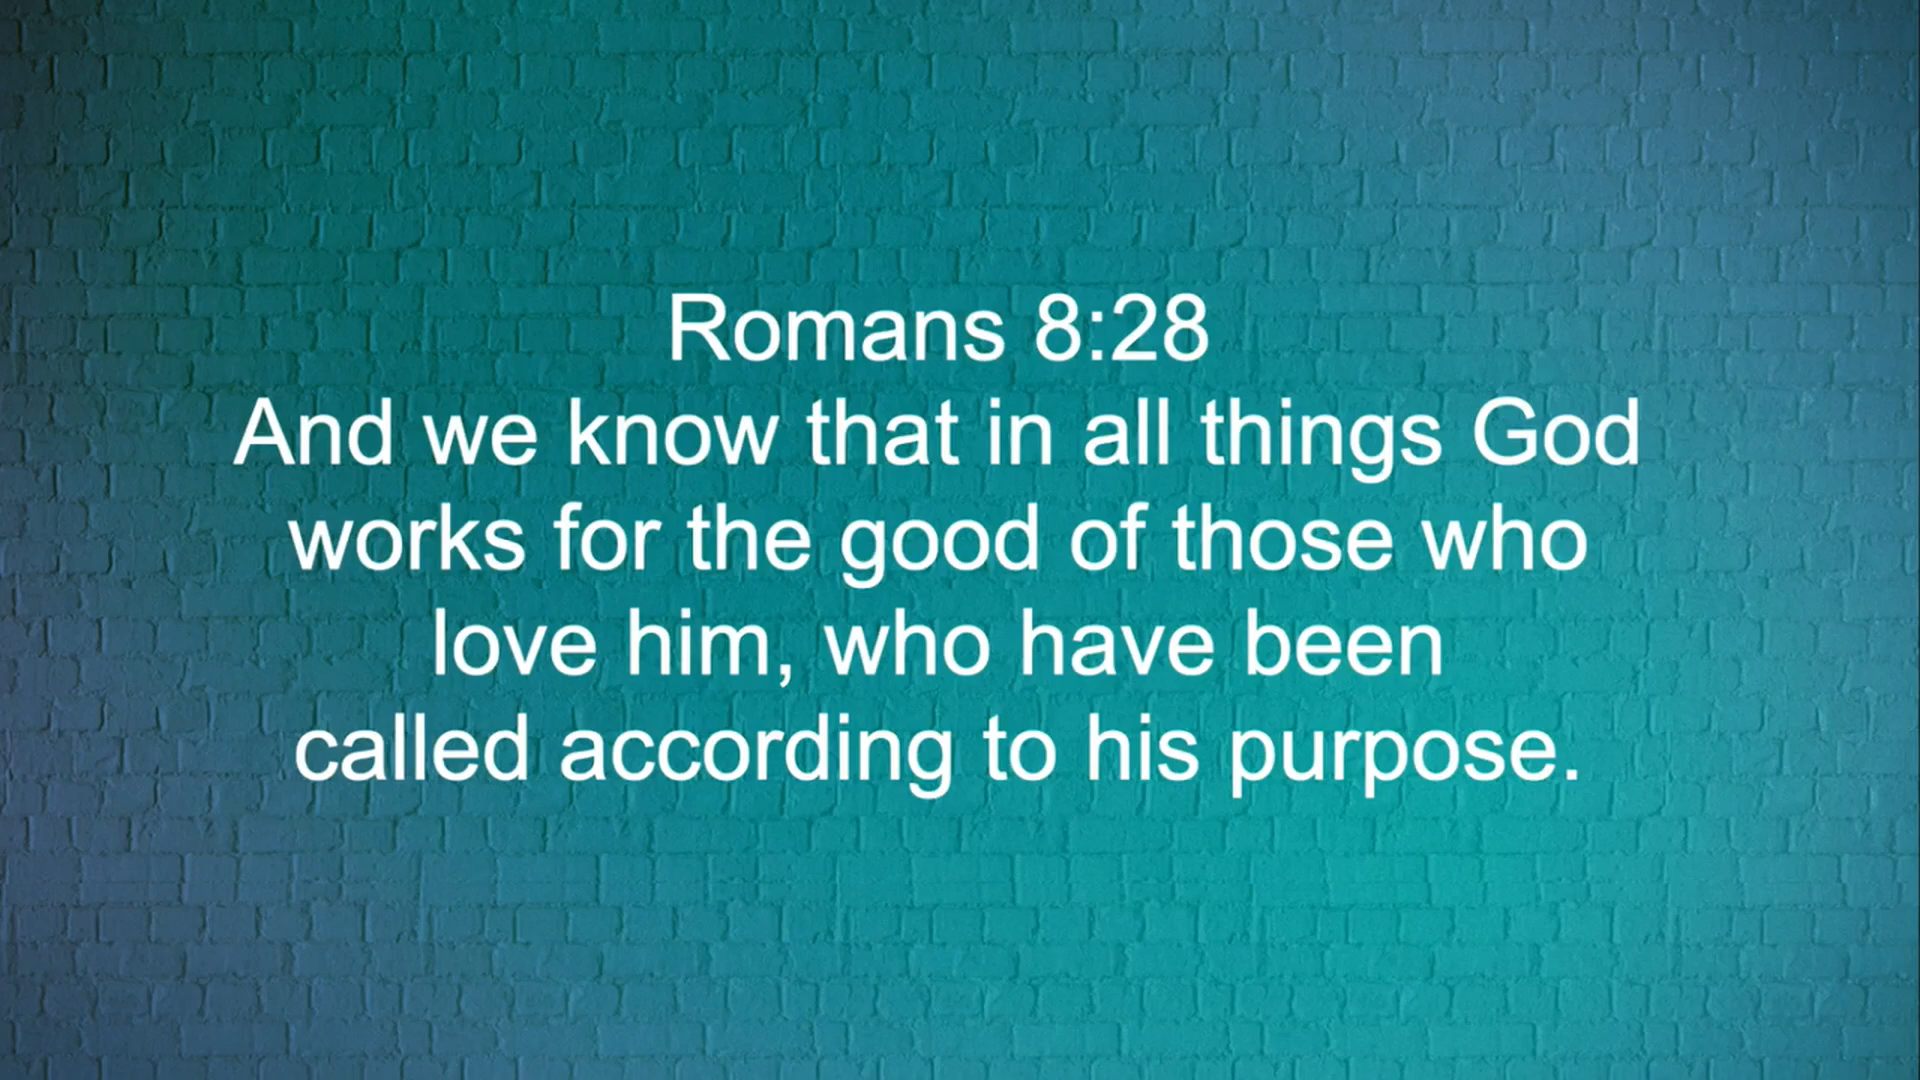 Romans 8:28
And we know that in all things God
works for the good of those who
love him, who have been
called according to his purpose.